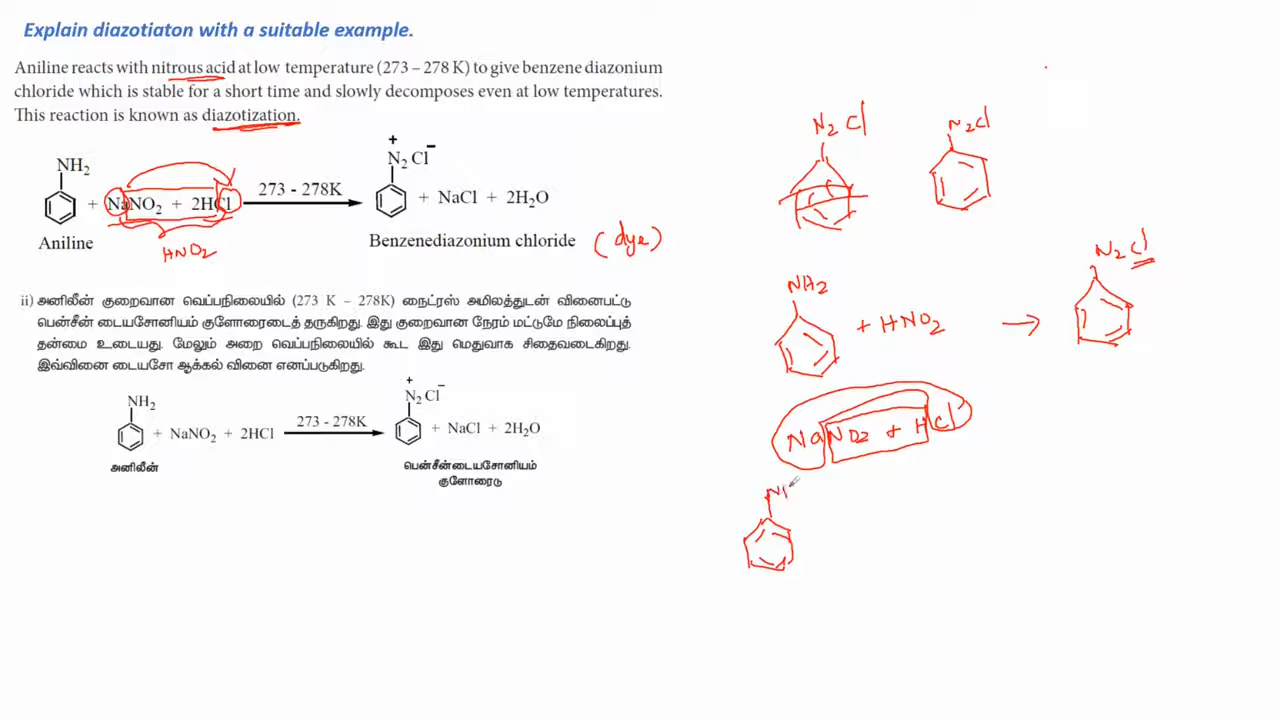 Explain diazotiaton with a suitable example.
Aniline reacts with nitrous acid at low temperature (273 – 278 K) to give benzene diazonium
chloride which is stable for a short time and slowly decomposes even at low temperatures.
This reaction is known as diazotization.
NH₂
+ NaNO₂ + 2HCl
273 - 278K
+
N₂ Cl⁻
+ NaCl + 2H₂O
Aniline
HNO₂
Benzenediazonium chloride
(dye)
ii) அனிலீன் குறைவான வெப்பநிலையில் (273 K – 278K) நைட்ரஸ் அமிலத்துடன் வினைபட்டு
பென்சீன் டையசோனியம் குளோரைடைத் தருகிறது. இது குறைவான நேரம் மட்டுமே நிலைப்புத்
தன்மை உடையது. மேலும் அறை வெப்பநிலையில் கூட இது மெதுவாக சிதைவடைகிறது.
இவ்வினை டையசோ ஆக்கல் வினை எனப்படுகிறது.
NH₂
+ NaNO₂ + 2HCl
273 - 278K
+
N₂ Cl⁻
+ NaCl + 2H₂O
அனிலீன்
பென்சீன்டையசோனியம்
குளோரைடு
N₂ Cl
N₂Cl
NH₂
+ HNO₂
→
N₂ Cl
NaNO₂ + HCl